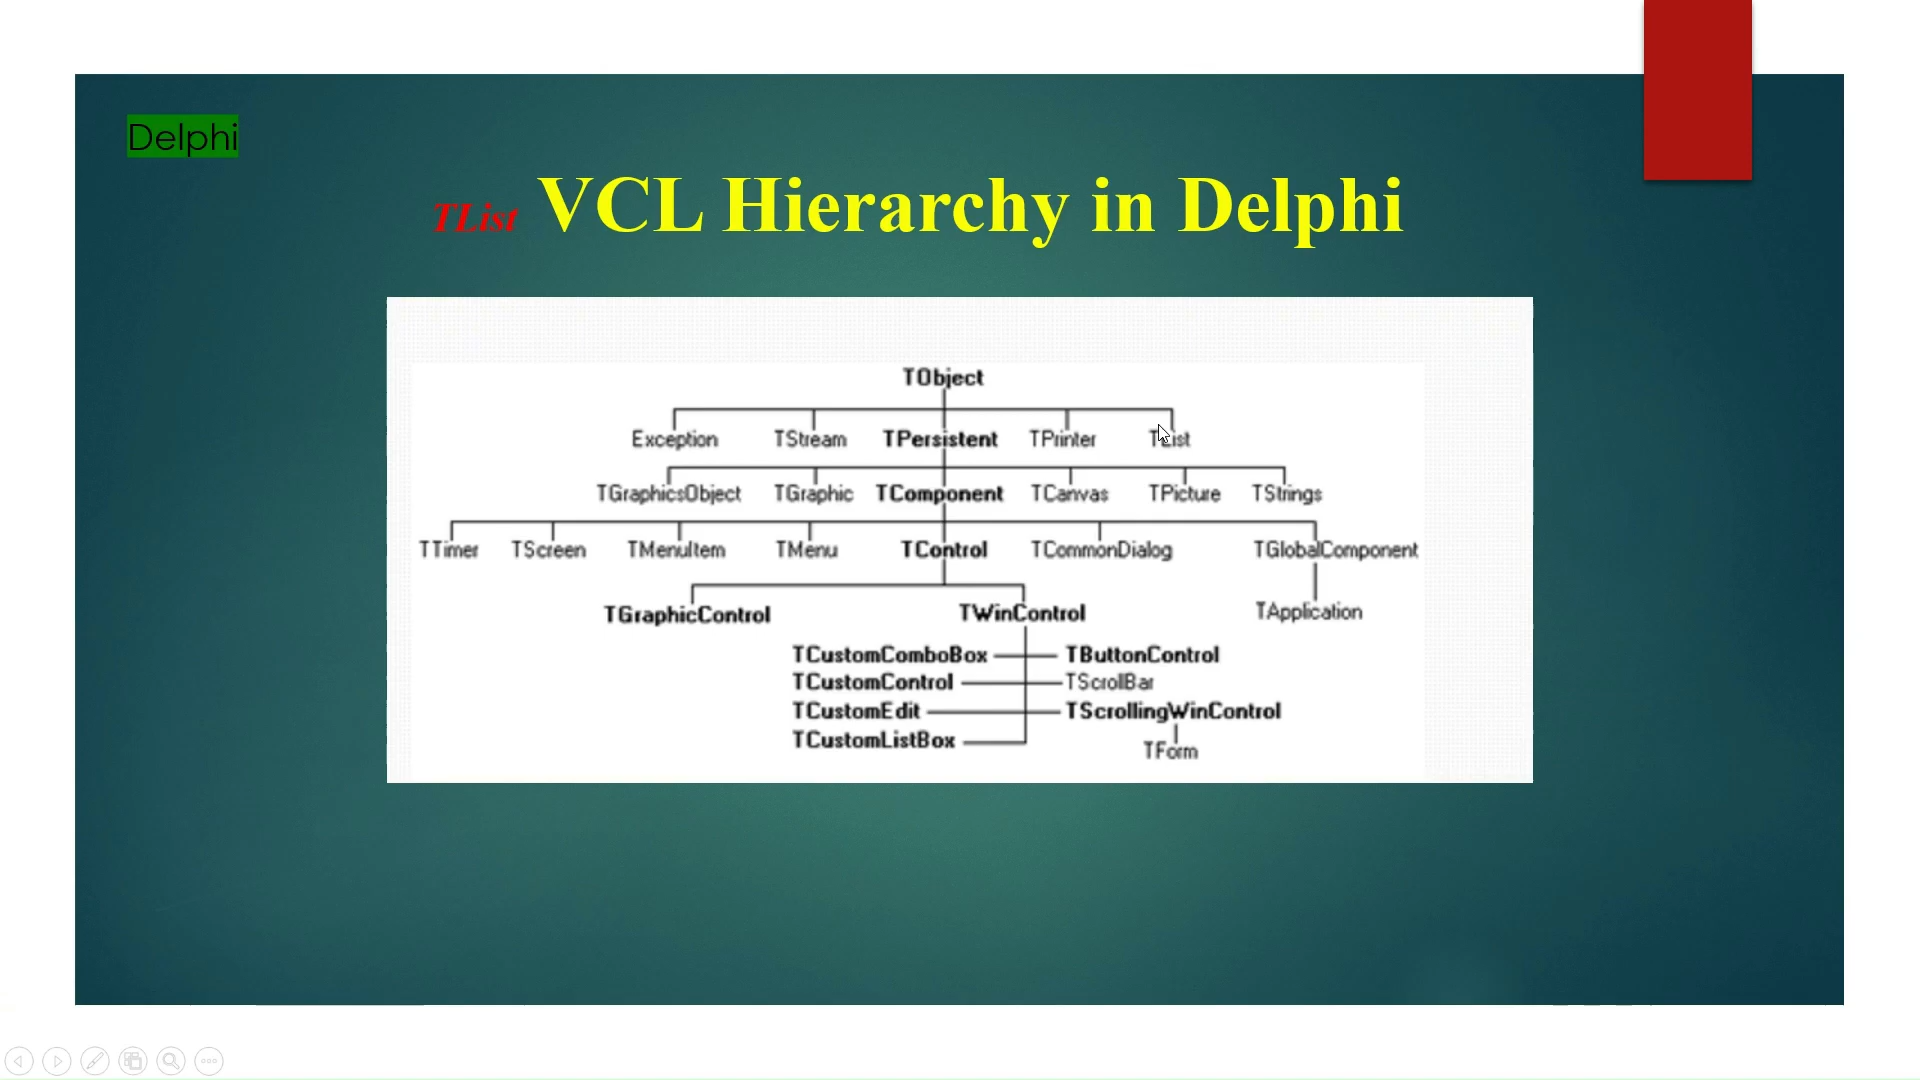 Delphi
TList VCL Hierarchy in Delphi
TObject
Exception TStream TPersistent TPrinter TList
TGraphicsObject TGraphic TComponent TCanvas TPicture TStrings
TTimer TScreen TMenuItem TMenu TControl TCommonDialog TGlobalComponent
TGraphicControl TWinControl TApplication
TCustomComboBox TButtonControl
TCustomControl TScrollBar
TCustomEdit TScrollingWinControl
TCustomListBox
TForm